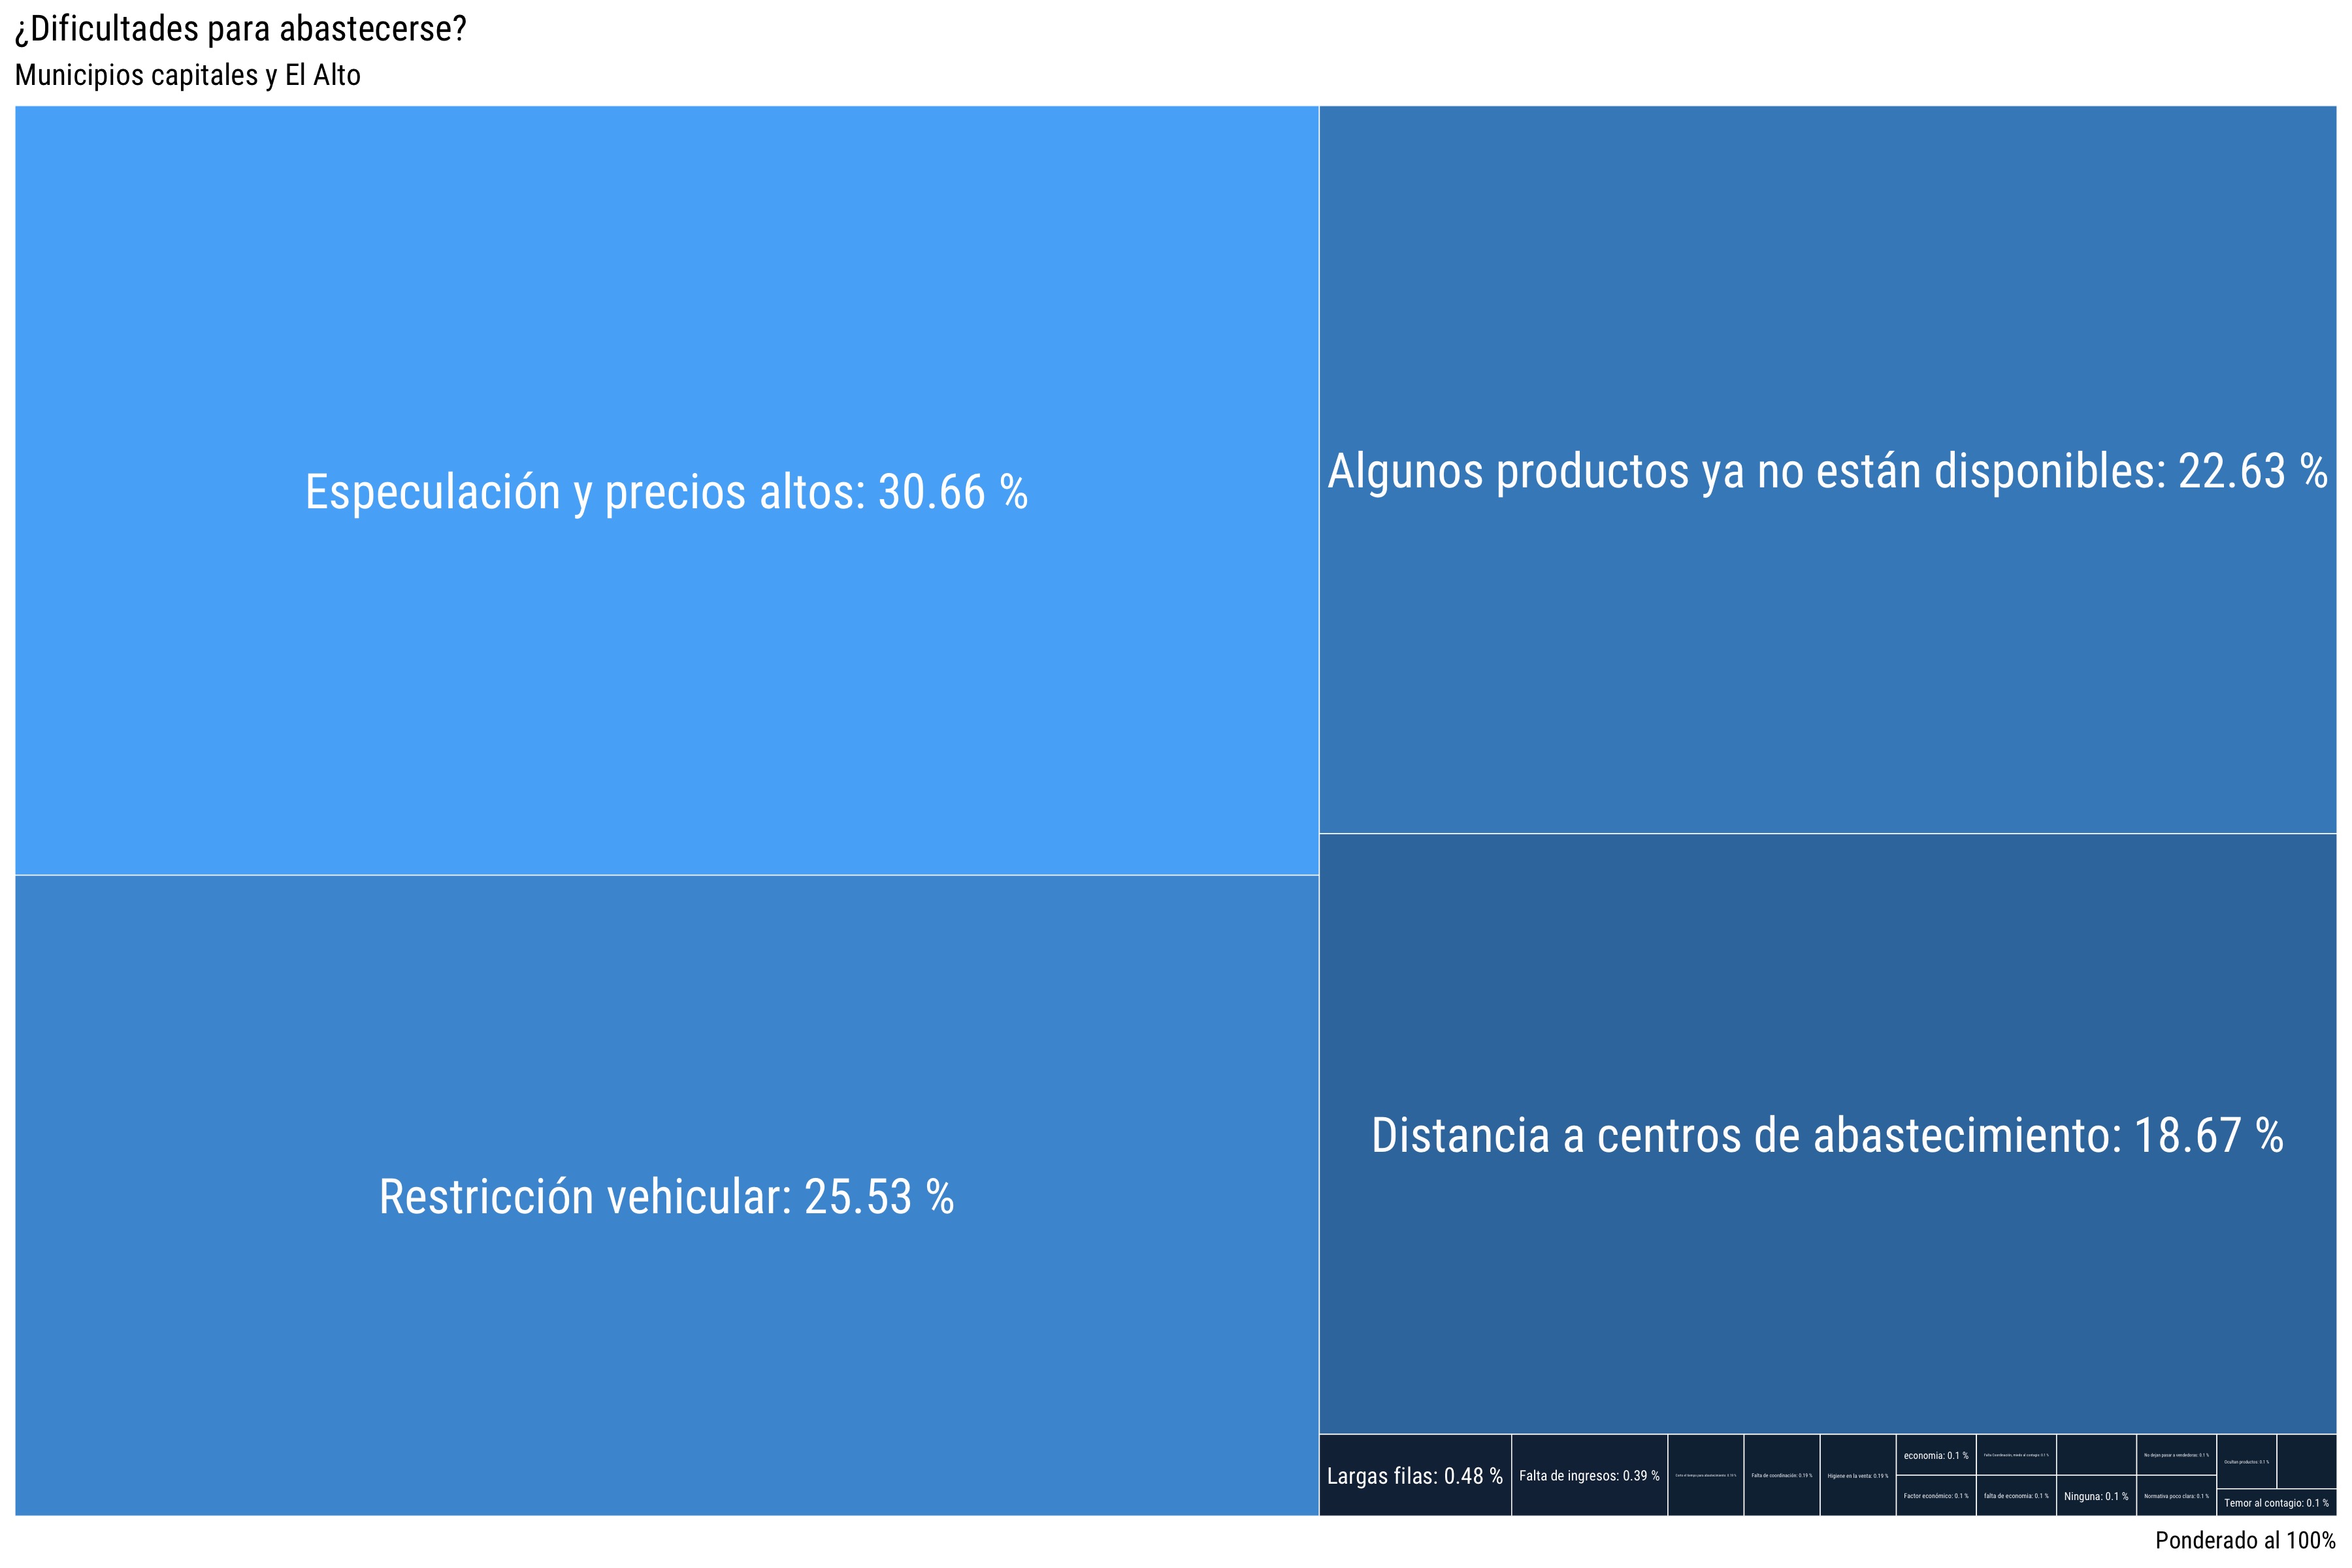 ¿Dificultades para abastecerse?
Municipios capitales y El Alto
Especulación y precios altos: 30.66 %
Algunos productos ya no están disponibles: 22.63 %
Restricción vehicular: 25.53 %
Distancia a centros de abastecimiento: 18.67 %
Largas filas: 0.48 %
Falta de ingresos: 0.39 %
Falta de coordinación: 0.19 %
Higiene en la venta: 0.19 %
economia: 0.1 %
Factor económico: 0.1 %
falta de economia: 0.1 %
Ninguna: 0.1 %
No dejan pasar a vendedoras: 0.1 %
Normativa poco clara: 0.1 %
Ocultan productos: 0.1 %
Temor al contagio: 0.1 %
Ponderado al 100%